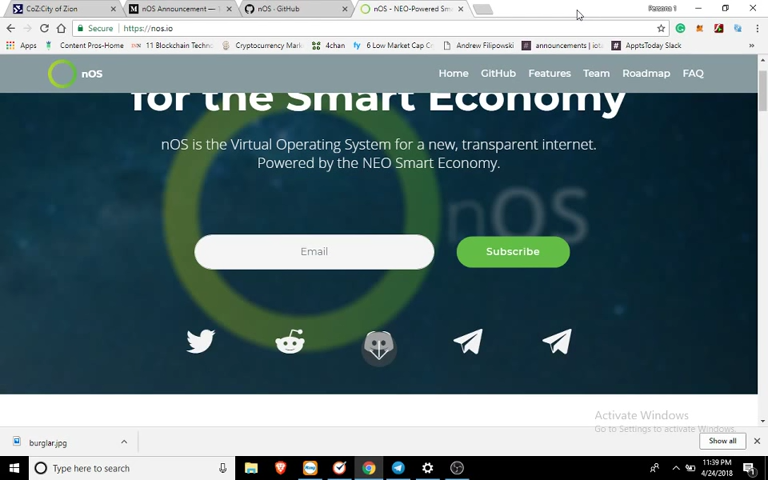 CoZ:City of Zion
nOS Announcement —
nOS · GitHub
nOS - NEO-Powered Sma
Secure https://nos.io
Apps
Content Pros-Home
11 Blockchain Techno
Cryptocurrency Mark
4chan
6 Low Market Cap C
Andrew Filipowski
announcements | iot
ApptsToday Slack
nOS
Home
GitHub
Features
Team
Roadmap
FAQ
for the Smart Economy
nOS is the Virtual Operating System for a new, transparent internet.
Powered by the NEO Smart Economy.
nOS
Email
Subscribe
Activate Windows
Go to Settings to activate Windows.
burglar.jpg
Show all
Type here to search
11:39 PM
4/24/2018